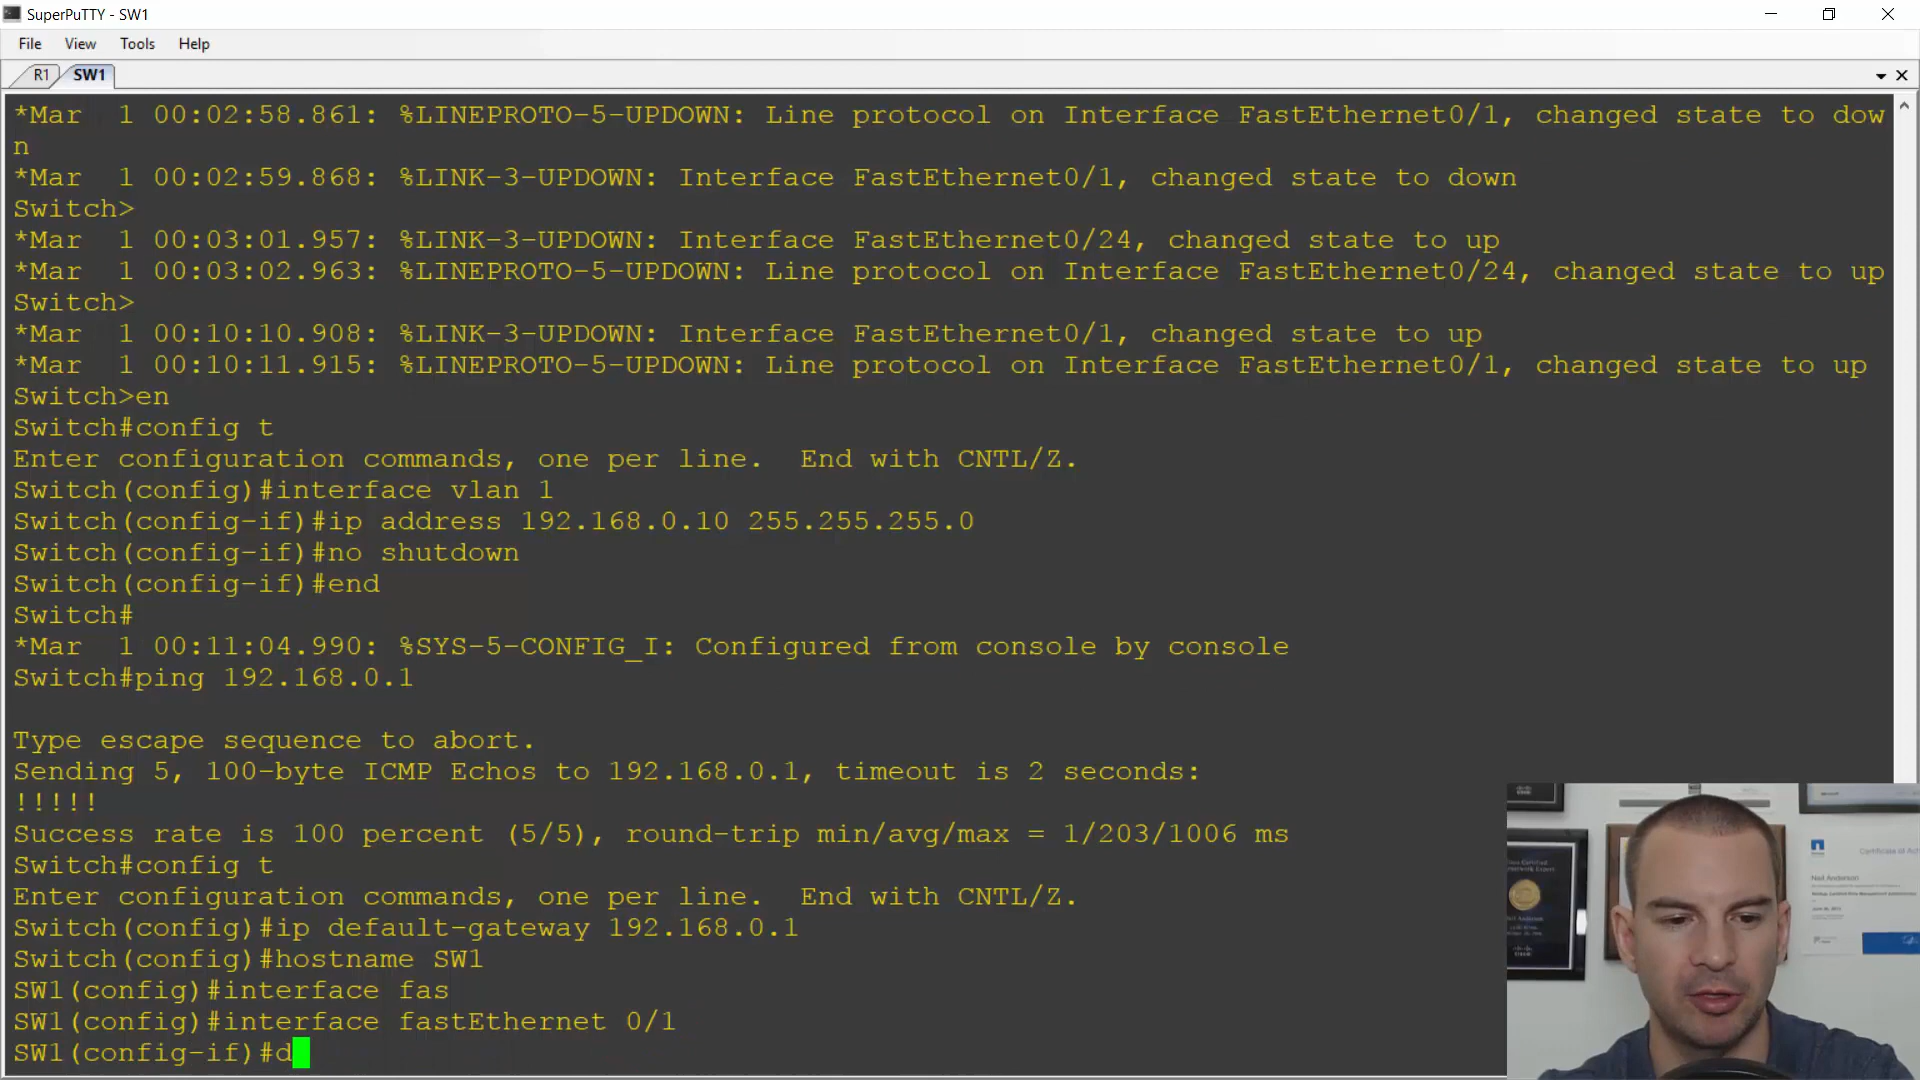 SuperPuTTY - SW1
File View Tools Help
R1 SW1
*Mar  1 00:02:58.861: %LINEPROTO-5-UPDOWN: Line protocol on Interface FastEthernet0/1, changed state to dow
n
*Mar  1 00:02:59.868: %LINK-3-UPDOWN: Interface FastEthernet0/1, changed state to down
Switch>
*Mar  1 00:03:01.957: %LINK-3-UPDOWN: Interface FastEthernet0/24, changed state to up
*Mar  1 00:03:02.963: %LINEPROTO-5-UPDOWN: Line protocol on Interface FastEthernet0/24, changed state to up
Switch>
*Mar  1 00:10:10.908: %LINK-3-UPDOWN: Interface FastEthernet0/1, changed state to up
*Mar  1 00:10:11.915: %LINEPROTO-5-UPDOWN: Line protocol on Interface FastEthernet0/1, changed state to up
Switch>en
Switch#config t
Enter configuration commands, one per line.  End with CNTL/Z.
Switch(config)#interface vlan 1
Switch(config-if)#ip address 192.168.0.10 255.255.255.0
Switch(config-if)#no shutdown
Switch(config-if)#end
Switch#
*Mar  1 00:11:04.990: %SYS-5-CONFIG_I: Configured from console by console
Switch#ping 192.168.0.1
Type escape sequence to abort.
Sending 5, 100-byte ICMP Echos to 192.168.0.1, timeout is 2 seconds:
!!!!!
Success rate is 100 percent (5/5), round-trip min/avg/max = 1/203/1006 ms
Switch#config t
Enter configuration commands, one per line.  End with CNTL/Z.
Switch(config)#ip default-gateway 192.168.0.1
Switch(config)#hostname SW1
SW1(config)#interface fas
SW1(config)#interface fastEthernet 0/1
SW1(config-if)#d
Neil Anderson